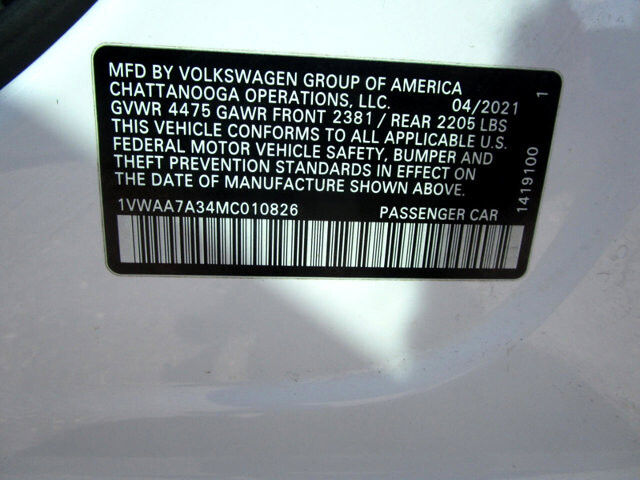 MFD BY VOLKSWAGEN GROUP OF AMERICA
CHATTANOOGA OPERATIONS, LLC. 04/2021
GVWR 4475 GAWR FRONT 2381 / REAR 2205 LBS
THIS VEHICLE CONFORMS TO ALL APPLICABLE U.S.
FEDERAL MOTOR VEHICLE SAFETY, BUMPER AND
THEFT PREVENTION STANDARDS IN EFFECT ON
THE DATE OF MANUFACTURE SHOWN ABOVE.
1VWAA7A34MC010826 PASSENGER CAR
1419100 1